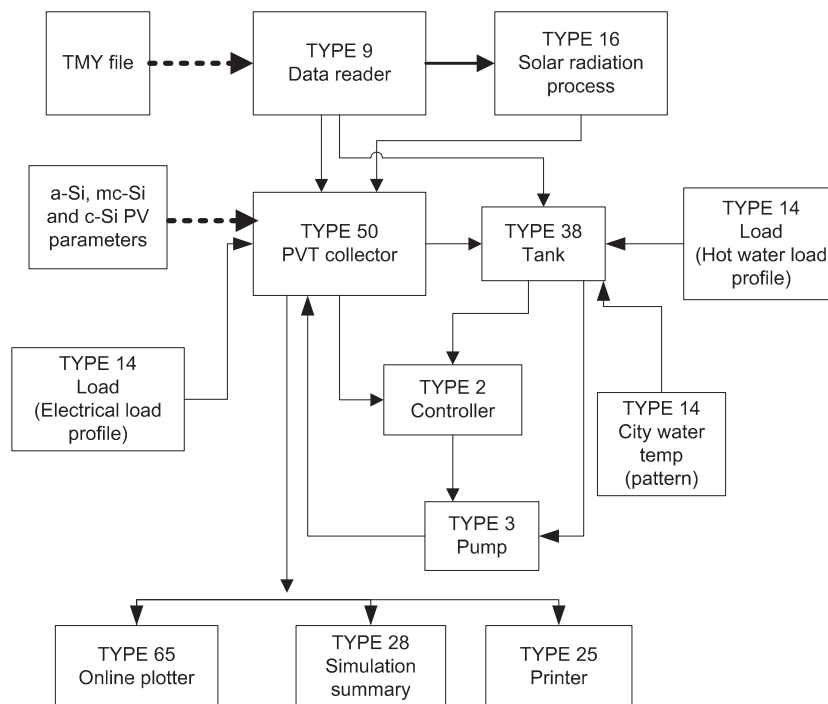 TMY file
TYPE 9
Data reader
TYPE 16
Solar radiation
process
a-Si, mc-Si
and c-Si PV
parameters
TYPE 50
PVT collector
TYPE 38
Tank
TYPE 14
Load
(Hot water load
profile)
TYPE 14
Load
(Electrical load
profile)
TYPE 2
Controller
TYPE 14
City water
temp
(pattern)
TYPE 3
Pump
TYPE 65
Online plotter
TYPE 28
Simulation
summary
TYPE 25
Printer